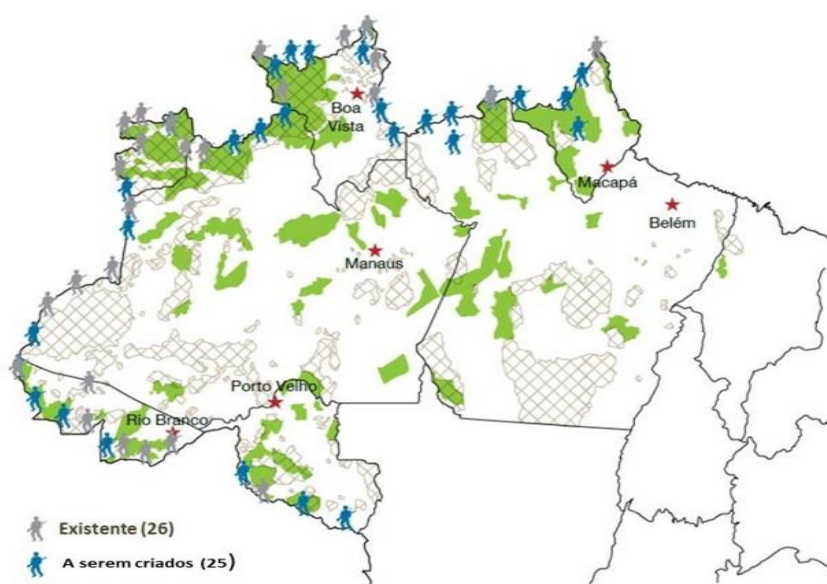 Boa
Vista
Macapá
Belém
Manaus
Porto Velho
Rio Branco
Existente (26)
A serem criados (25)